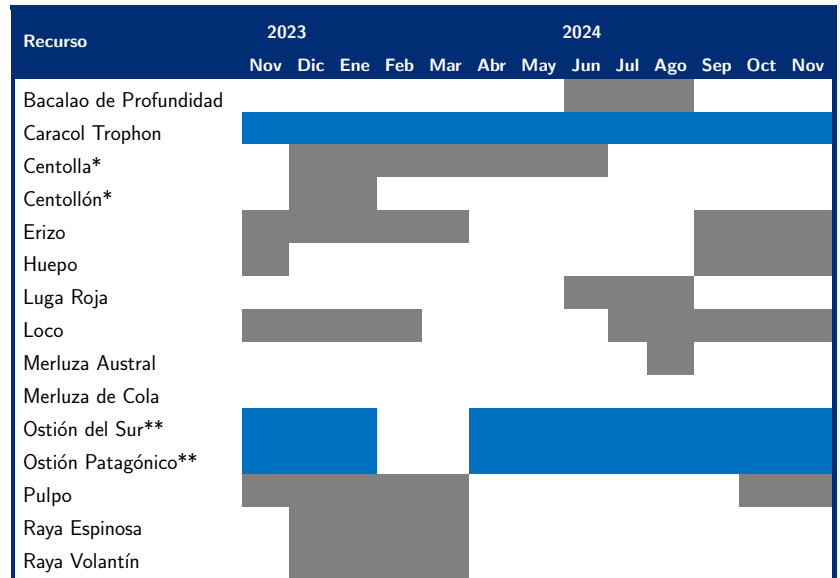 Recurso 2023 2024
Nov Dic Ene Feb Mar Abr May Jun Jul Ago Sep Oct Nov
Bacalao de Profundidad
Caracol Trophon
Centolla*
Centollón*
Erizo
Huepo
Luga Roja
Loco
Merluza Austral
Merluza de Cola
Ostión del Sur**
Ostión Patagónico**
Pulpo
Raya Espinosa
Raya Volantín